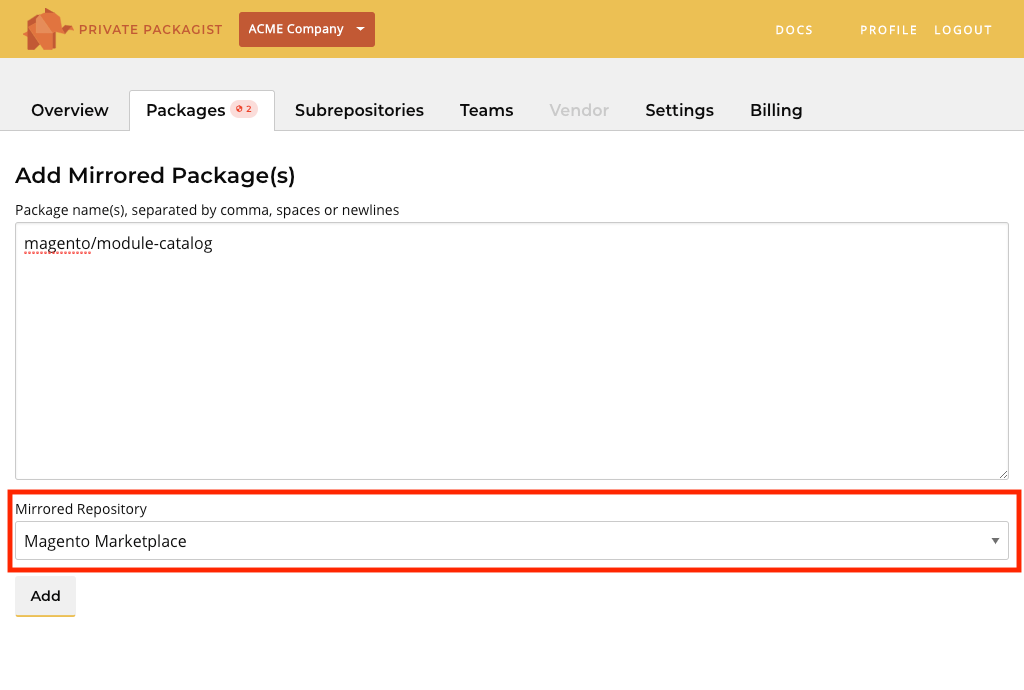 PRIVATE PACKAGIST
ACME Company
DOCS PROFILE LOGOUT
Overview Packages 2 Subrepositories Teams Vendor Settings Billing
Add Mirrored Package(s)
Package name(s), separated by comma, spaces or newlines
magento/module-catalog
Mirrored Repository
Magento Marketplace
Add